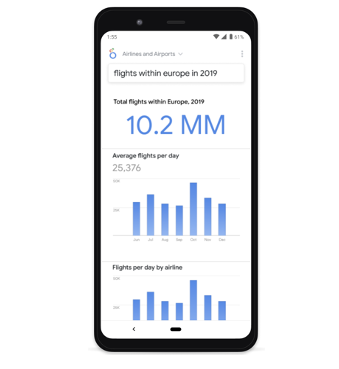 1:55
81%
Airlines and Airports
flights within europe in 2019
Total flights within Europe, 2019
10.2 MM
Average flights per day
25,376
Jun Jul Aug Sep Oct Nov Dec
Flights per day by airline